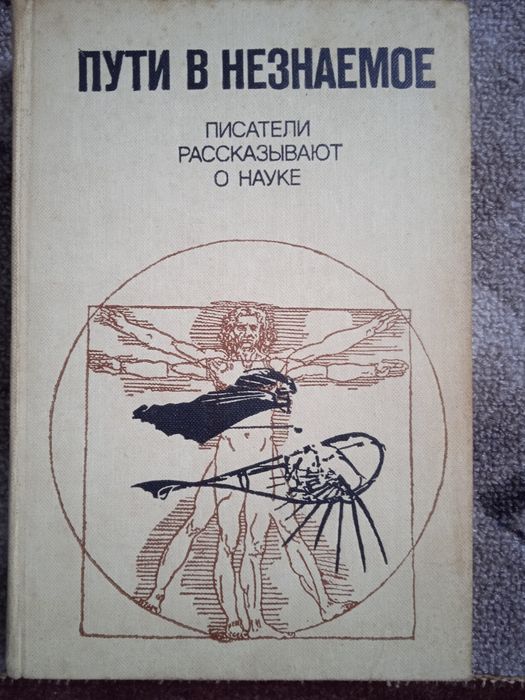 ПУТИ В НЕЗНАЕМОЕ
ПИСАТЕЛИ
РАССКАЗЫВАЮТ
О НАУКЕ